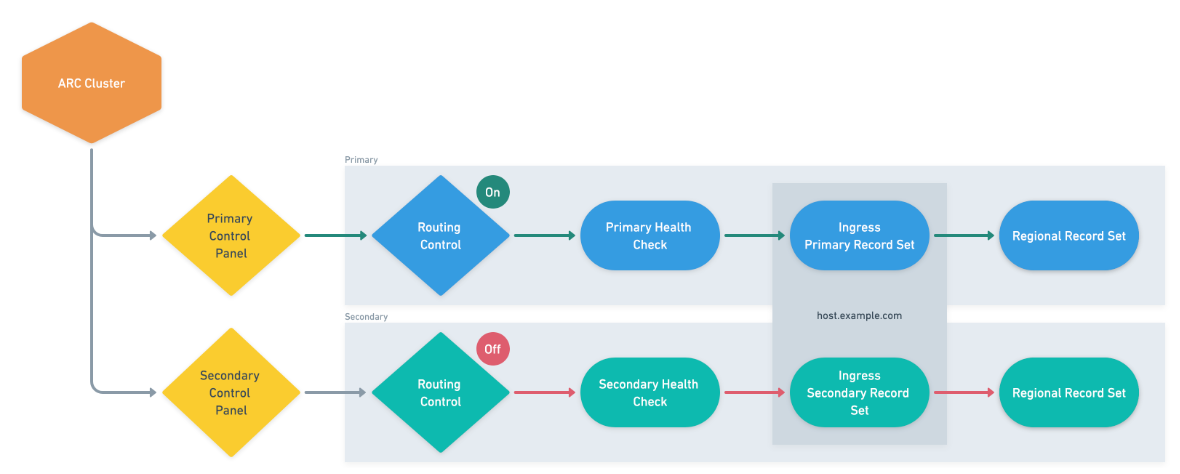 ARC Cluster
Primary
Primary
Control
Panel
Routing
Control
On
Primary Health
Check
Ingress
Primary Record Set
Regional Record Set
host.example.com
Secondary
Secondary
Control
Panel
Routing
Control
Off
Secondary Health
Check
Ingress
Secondary Record
Set
Regional Record Set